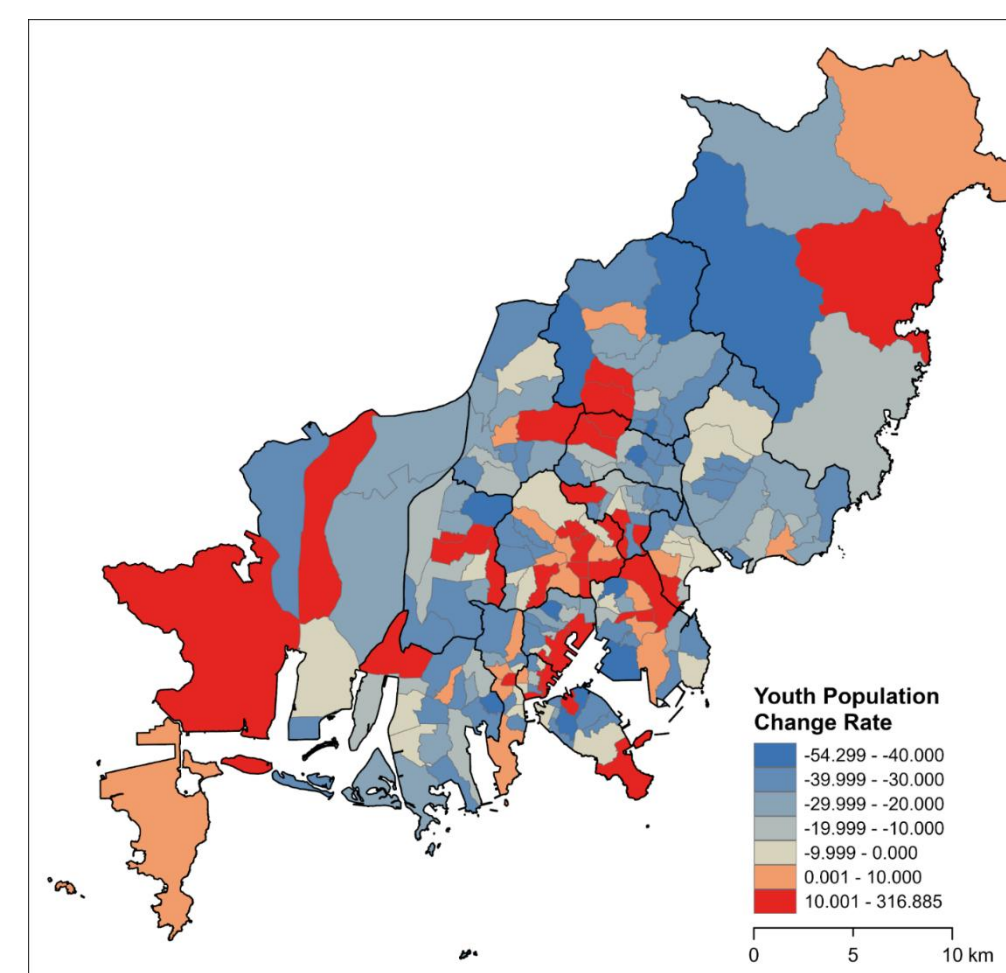 Youth Population
Change Rate
-54.299 - -40.000
-39.999 - -30.000
-29.999 - -20.000
-19.999 - -10.000
-9.999 - 0.000
0.001 - 10.000
10.001 - 316.885
0 5 10 km